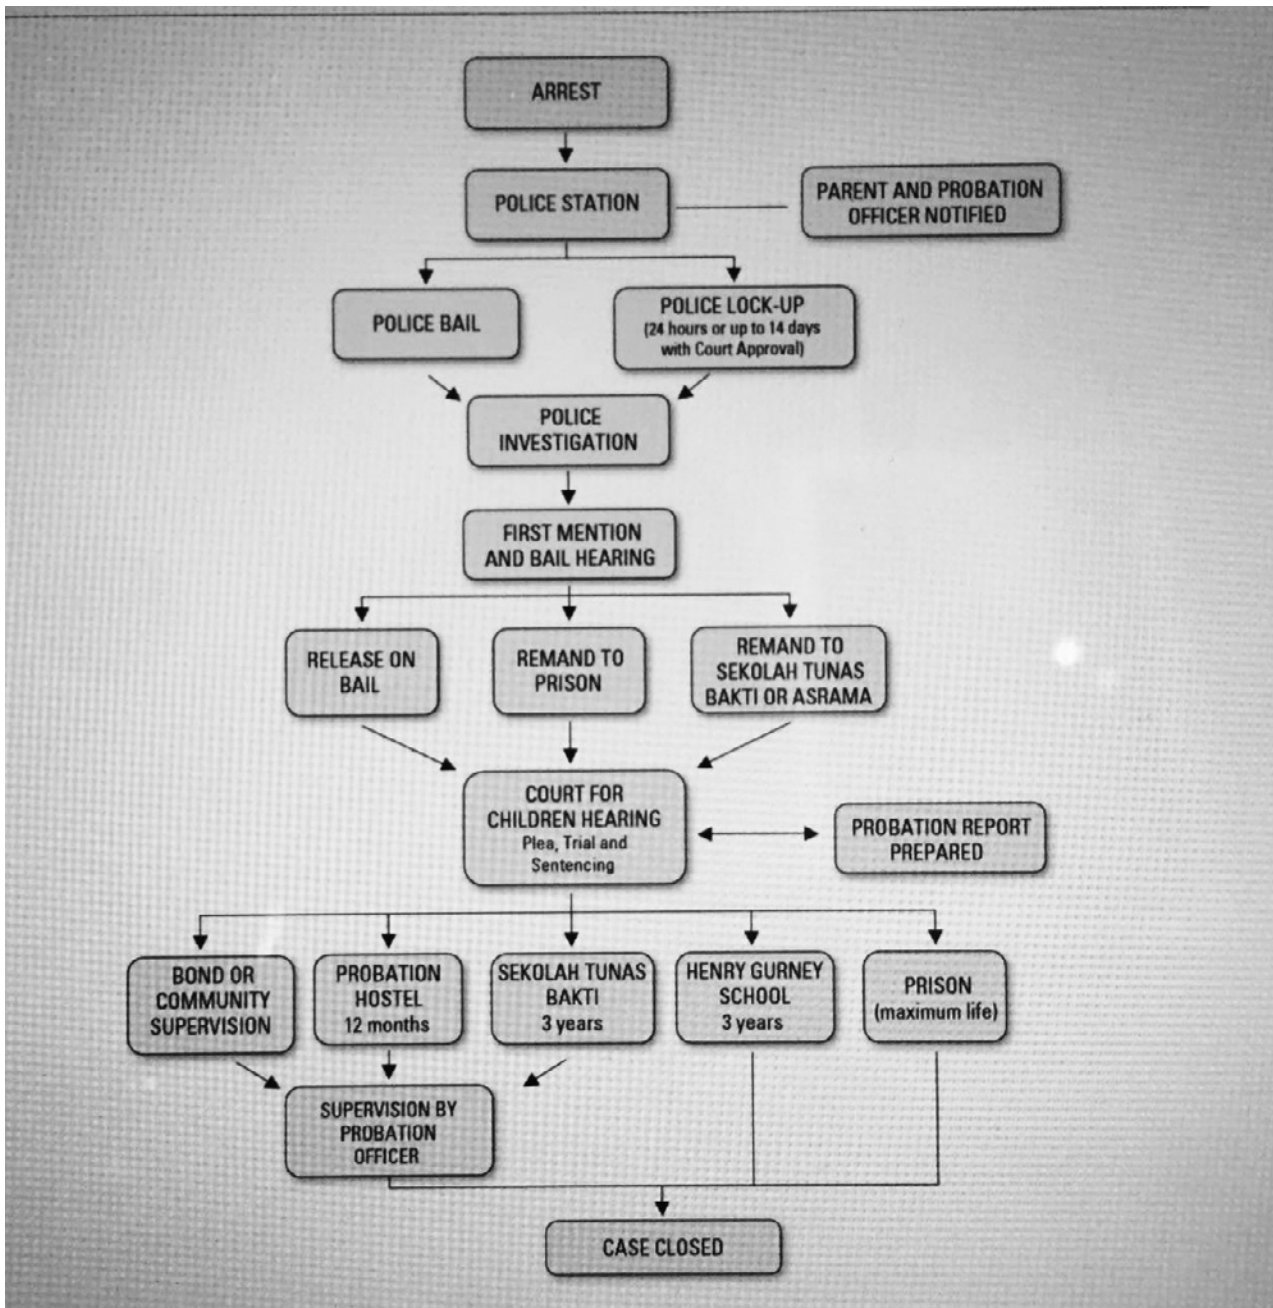 ARREST
POLICE STATION
PARENT AND PROBATION
OFFICER NOTIFIED
POLICE BAIL
POLICE LOCK-UP
(24 hours or up to 14 days
with Court Approval)
POLICE
INVESTIGATION
FIRST MENTION
AND BAIL HEARING
RELEASE ON
BAIL
REMAND TO
PRISON
REMAND TO
SEKOLAH TUNAS
BAKTI OR ASRAMA
COURT FOR
CHILDREN HEARING
Plea, Trial and
Sentencing
PROBATION REPORT
PREPARED
BOND OR
COMMUNITY
SUPERVISION
PROBATION
HOSTEL
12 months
SEKOLAH TUNAS
BAKTI
3 years
HENRY GURNEY
SCHOOL
3 years
PRISON
(maximum life)
SUPERVISION BY
PROBATION
OFFICER
CASE CLOSED